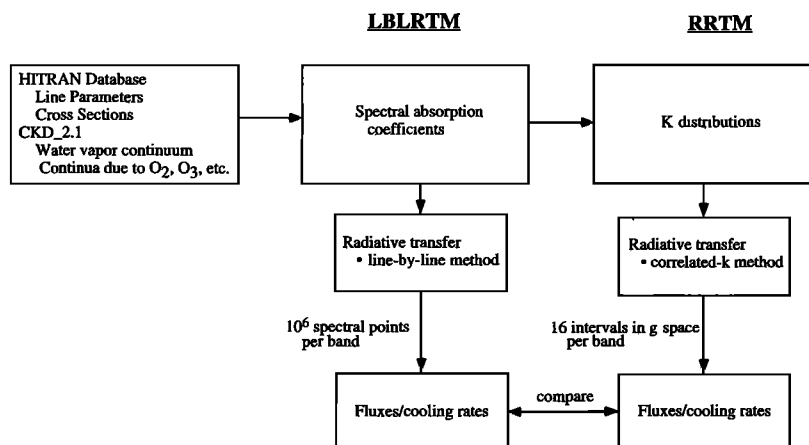 LBLRTM
RRTM
HITRAN Database
Line Parameters
Cross Sections
CKD_2.1
Water vapor continuum
Continua due to O2, O3, etc.
Spectral absorption
coefficients
K distributions
Radiative transfer
• line-by-line method
Radiative transfer
• correlated-k method
10^6 spectral points
per band
16 intervals in g space
per band
Fluxes/cooling rates
compare
Fluxes/cooling rates